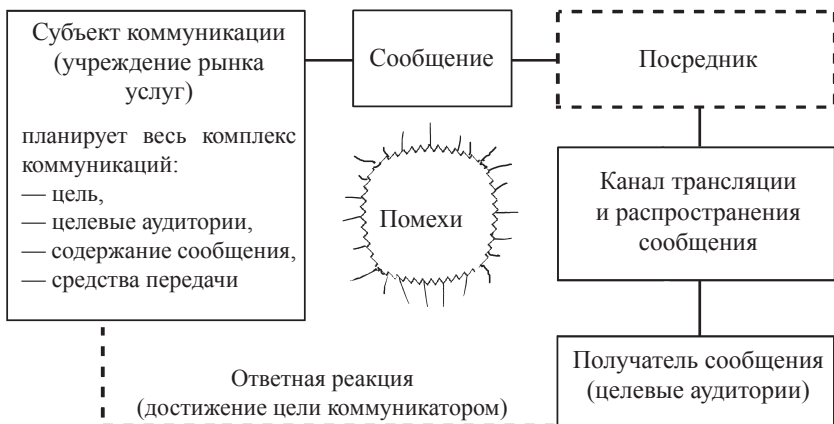 Субъект коммуникации
(учреждение рынка
услуг)
планирует весь комплекс
коммуникаций:
— цель,
— целевые аудитории,
— содержание сообщения,
— средства передачи
Сообщение
Посредник
Помехи
Канал трансляции
и распространения
сообщения
Получатель сообщения
(целевые аудитории)
Ответная реакция
(достижение цели коммуникатором)